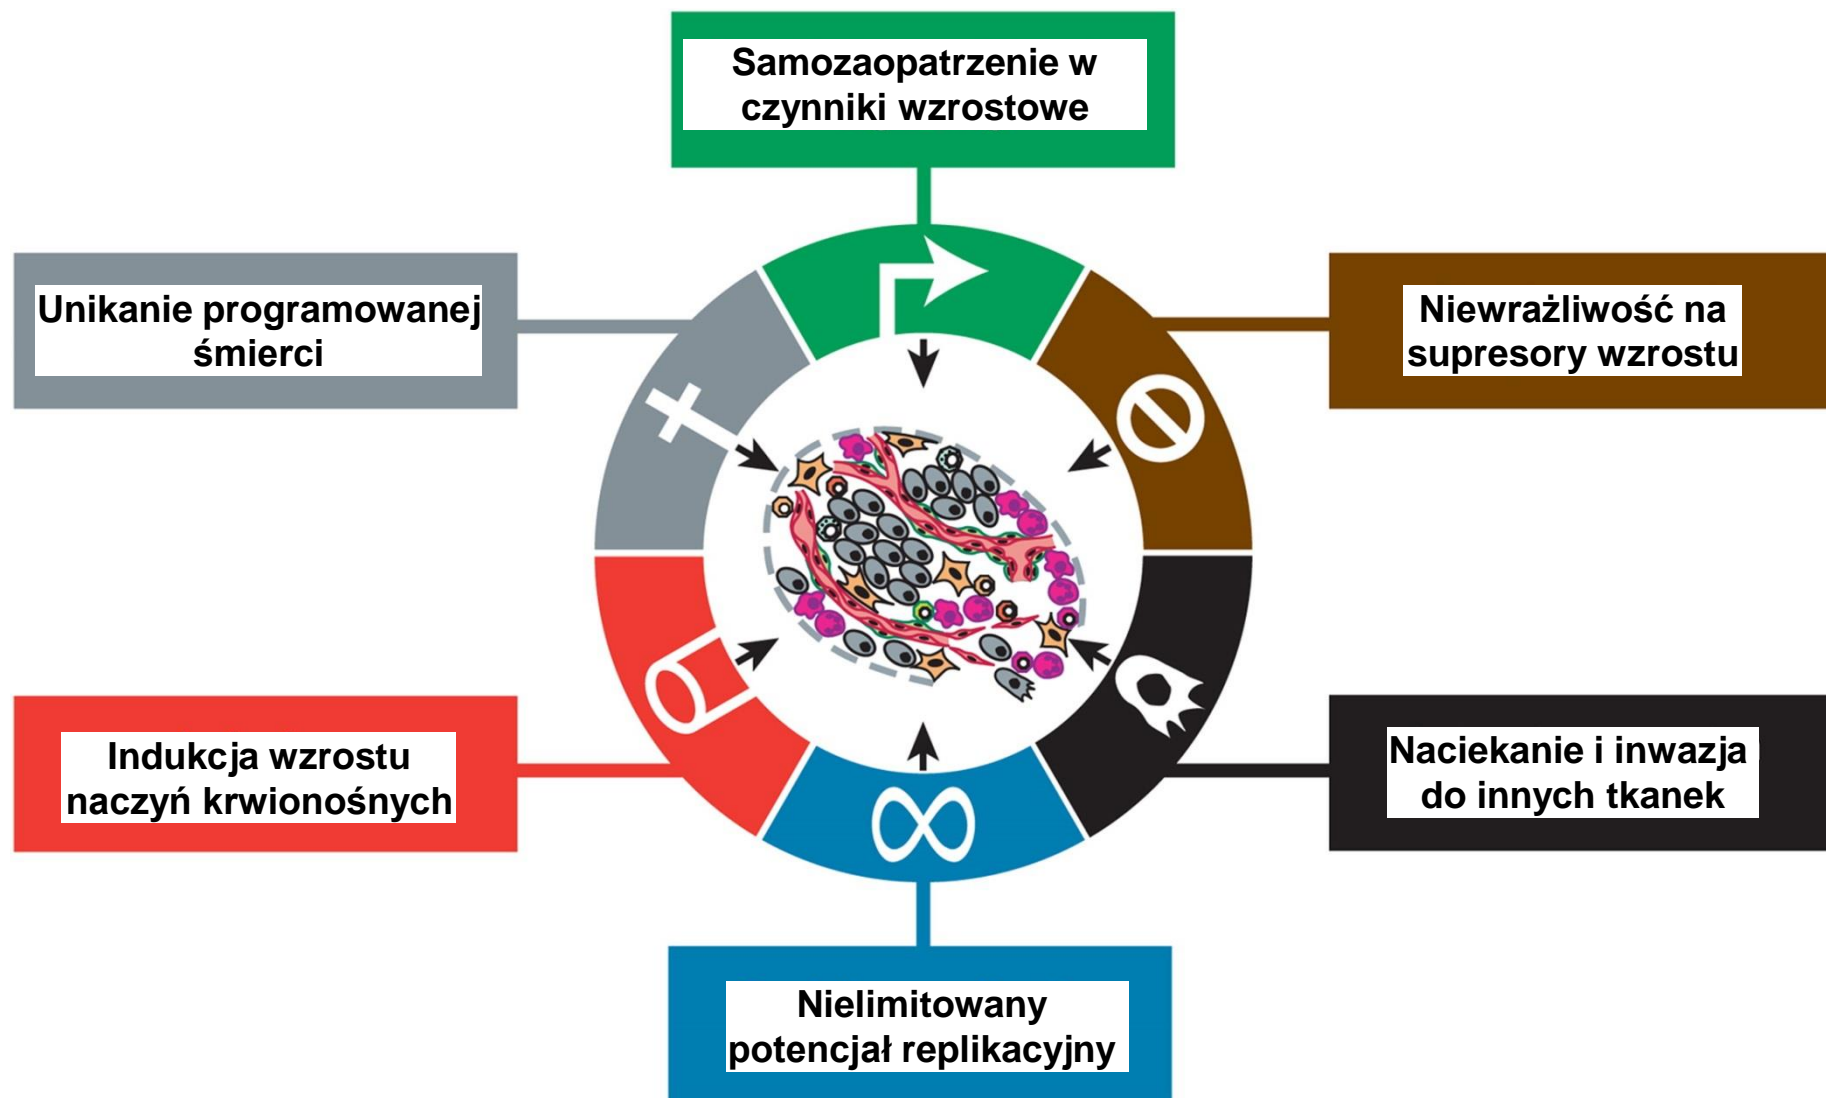 Samozaopatrzenie w
czynniki wzrostowe
Unikanie programowanej
śmierci
Niewrażliwość na
supresory wzrostu
Indukcja wzrostu
naczyń krwionośnych
Naciekanie i inwazja
do innych tkanek
Nielimitowany
potencjał replikacyjny